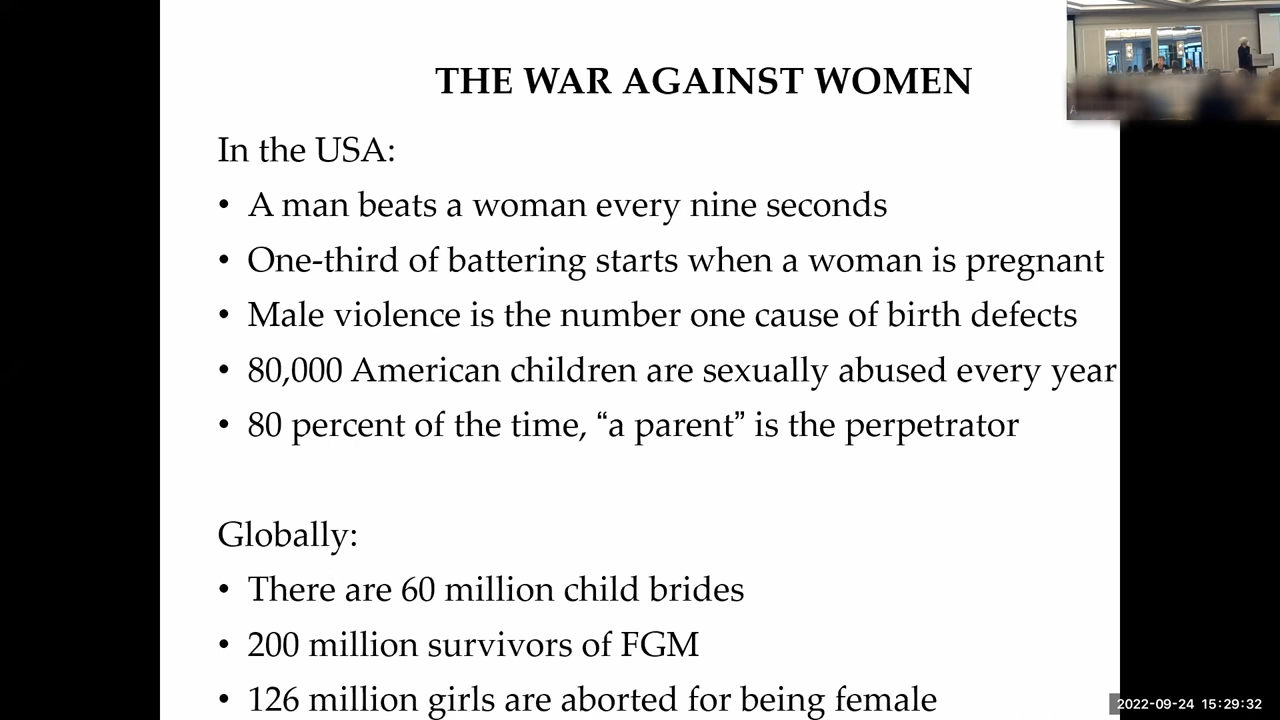 THE WAR AGAINST WOMEN
In the USA:
• A man beats a woman every nine seconds
• One-third of battering starts when a woman is pregnant
• Male violence is the number one cause of birth defects
• 80,000 American children are sexually abused every year
• 80 percent of the time, “a parent” is the perpetrator
Globally:
• There are 60 million child brides
• 200 million survivors of FGM
• 126 million girls are aborted for being female
2022-09-24 15:29:32